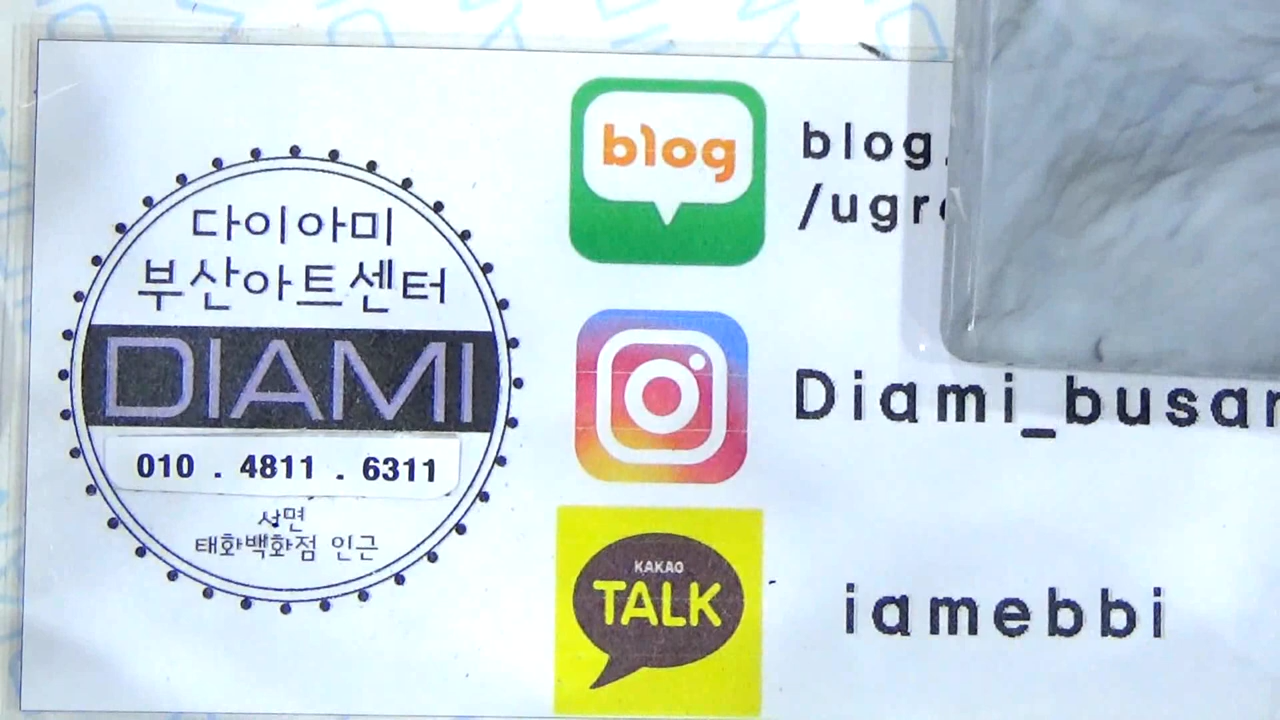 다이아미
부산아트센터
DIAMI
010 . 4811 . 6311
서면
태화백화점 인근
blog
blog.
/ugr
Diami_busan
KAKAO
TALK
iamebbi